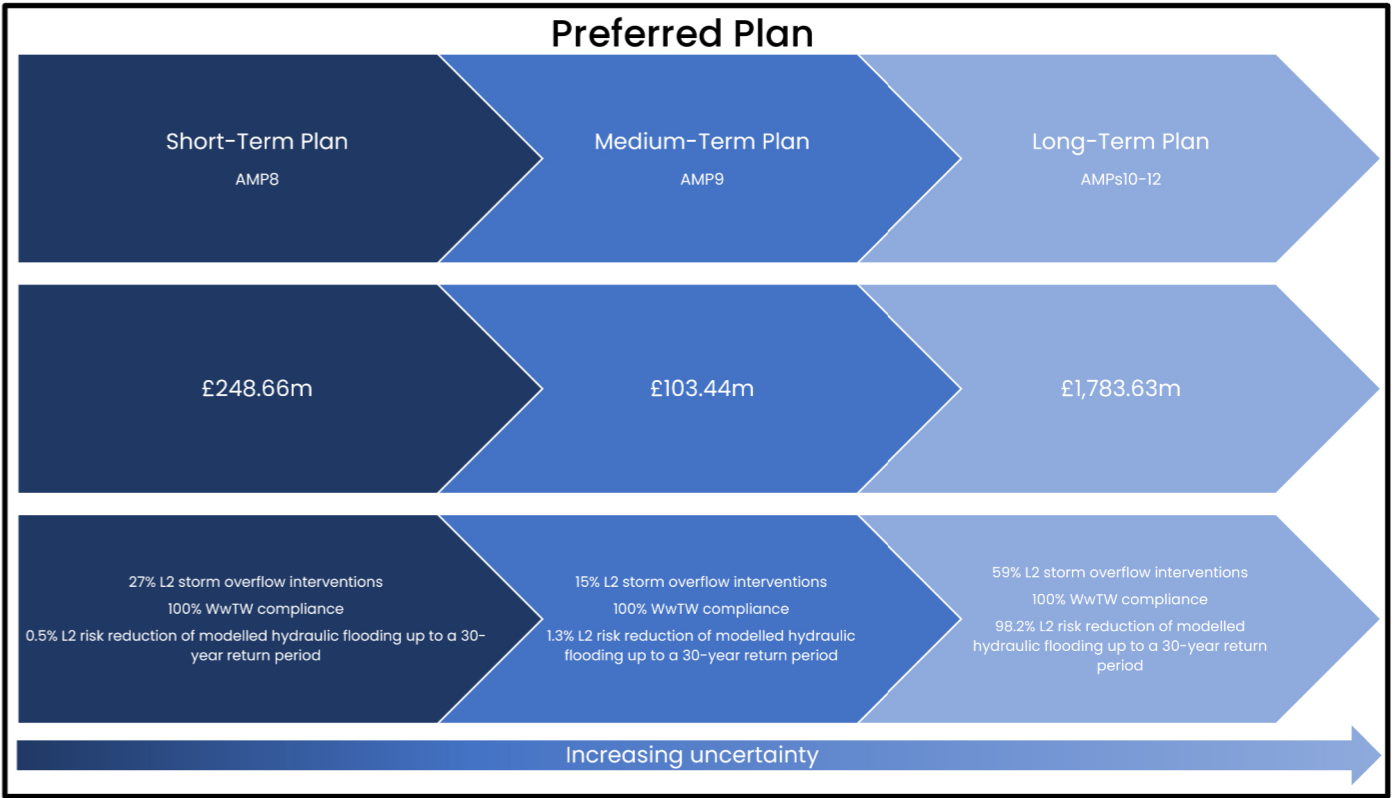 Preferred Plan
Short-Term Plan
AMP8
Medium-Term Plan
AMP9
Long-Term Plan
AMPs10-12
£248.66m
£103.44m
£1,783.63m
27% L2 storm overflow interventions
100% WwTW compliance
0.5% L2 risk reduction of modelled hydraulic flooding up to a 30-
year return period
15% L2 storm overflow interventions
100% WwTW compliance
1.3% L2 risk reduction of modelled hydraulic
flooding up to a 30-year return period
59% L2 storm overflow interventions
100% WwTW compliance
98.2% L2 risk reduction of modelled
hydraulic flooding up to a 30-year return
period
Increasing uncertainty